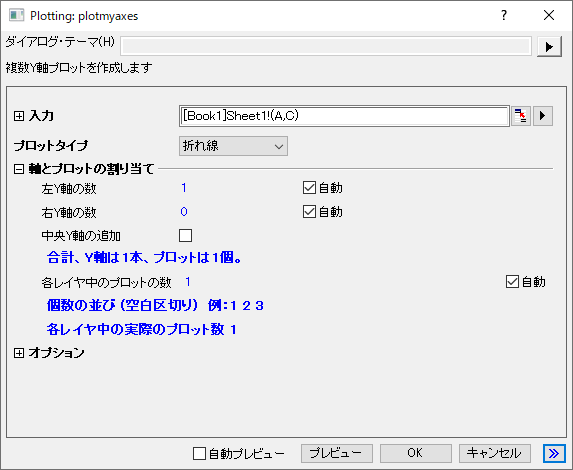 Plotting: plotmyaxes
ダイアログ・テーマ(H)
複数Y軸プロットを作成します
入力 [Book1]Sheet1!(A,C)
プロットタイプ 折れ線
軸とプロットの割り当て
左Y軸の数 1 自動
右Y軸の数 0 自動
中央Y軸の追加
合計、Y軸は1本、プロットは1個。
各レイヤ中のプロットの数 1 自動
個数の並び（空白区切り） 例：1 2 3
各レイヤ中の実際のプロット数 1
オプション
自動プレビュー プレビュー OK キャンセル